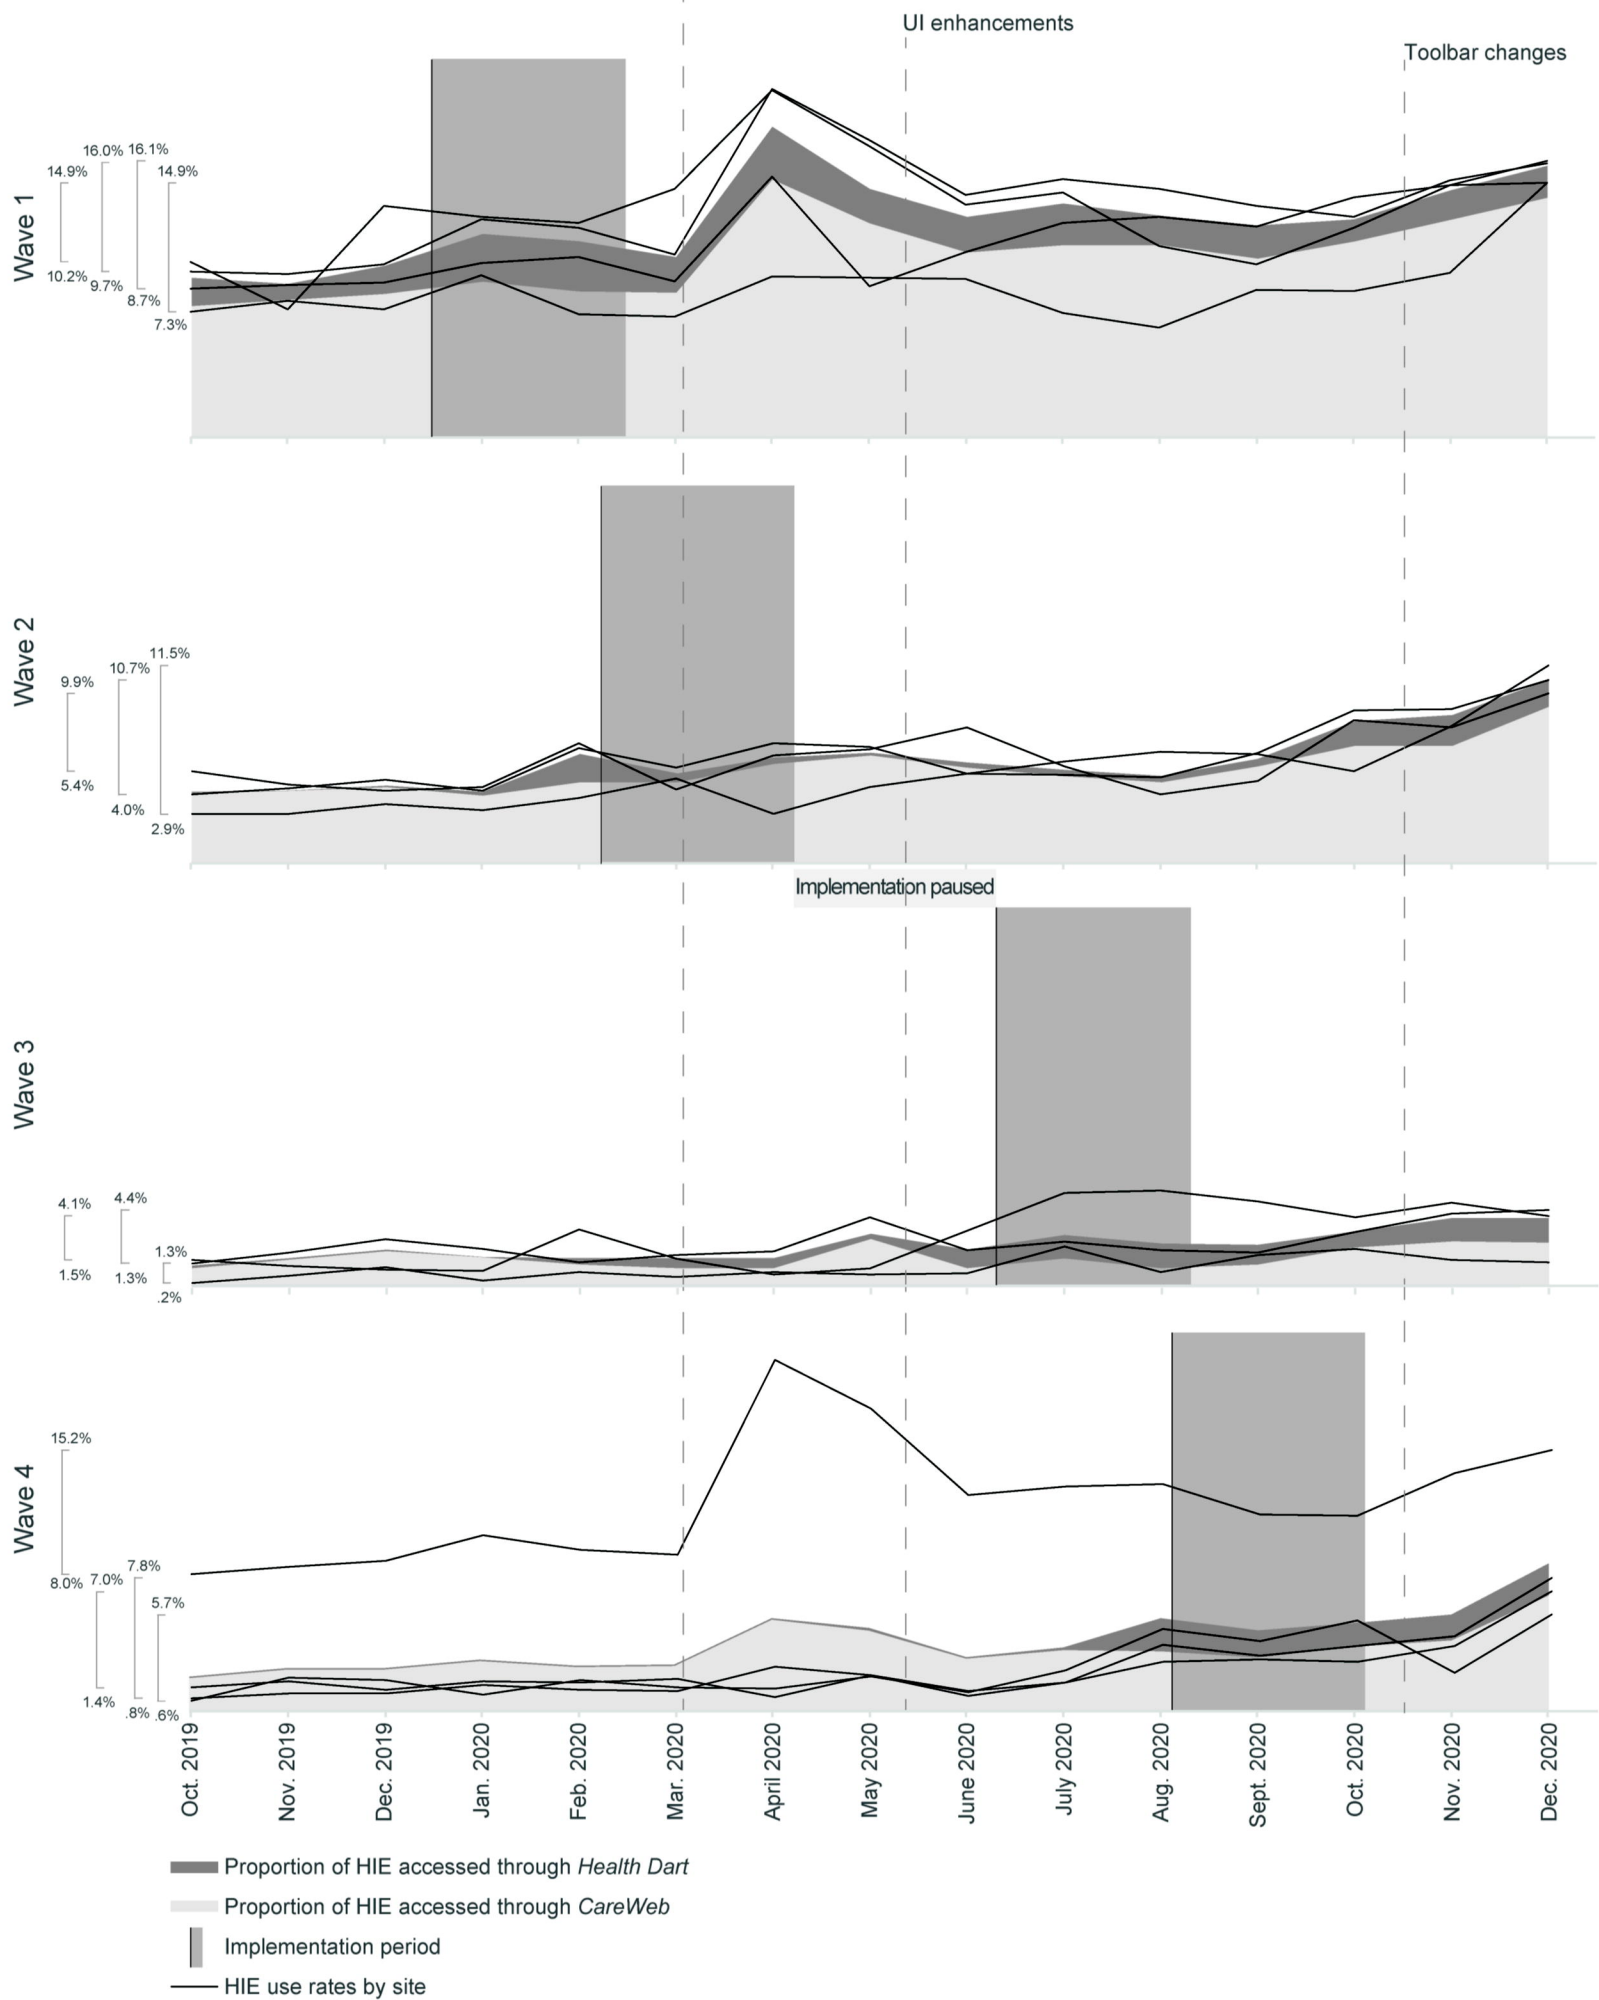 UI enhancements
Toolbar changes
Wave 1
16.0% 16.1%
14.9% 14.9%
10.2% 9.7%
8.7%
7.3%
Wave 2
11.5%
10.7%
9.9%
5.4%
4.0%
2.9%
Implementation paused
Wave 3
4.1% 4.4%
1.3%
1.5% 1.3%
.2%
Wave 4
15.2%
7.8%
8.0% 7.0%
5.7%
1.4% .8% .6%
Oct. 2019
Nov. 2019
Dec. 2019
Jan. 2020
Feb. 2020
Mar. 2020
April 2020
May 2020
June 2020
July 2020
Aug. 2020
Sept. 2020
Oct. 2020
Nov. 2020
Dec. 2020
Proportion of HIE accessed through Health Dart
Proportion of HIE accessed through CareWeb
Implementation period
HIE use rates by site